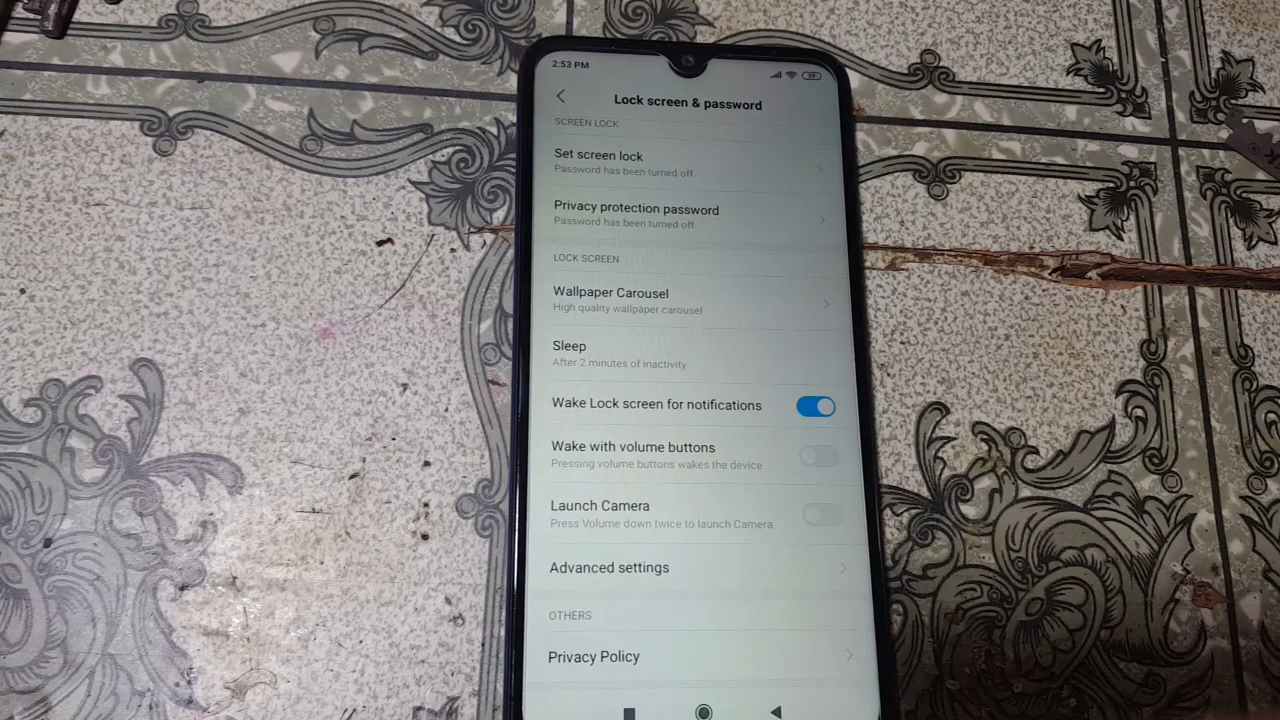 2:53 PM
Lock screen & password
SCREEN LOCK
Set screen lock
Password has been turned off
Privacy protection password
Password has been turned off
LOCK SCREEN
Wallpaper Carousel
High quality wallpaper carousel
Sleep
After 2 minutes of inactivity
Wake Lock screen for notifications
Wake with volume buttons
Pressing volume buttons wakes the device
Launch Camera
Press Volume down twice to launch Camera
Advanced settings
OTHERS
Privacy Policy